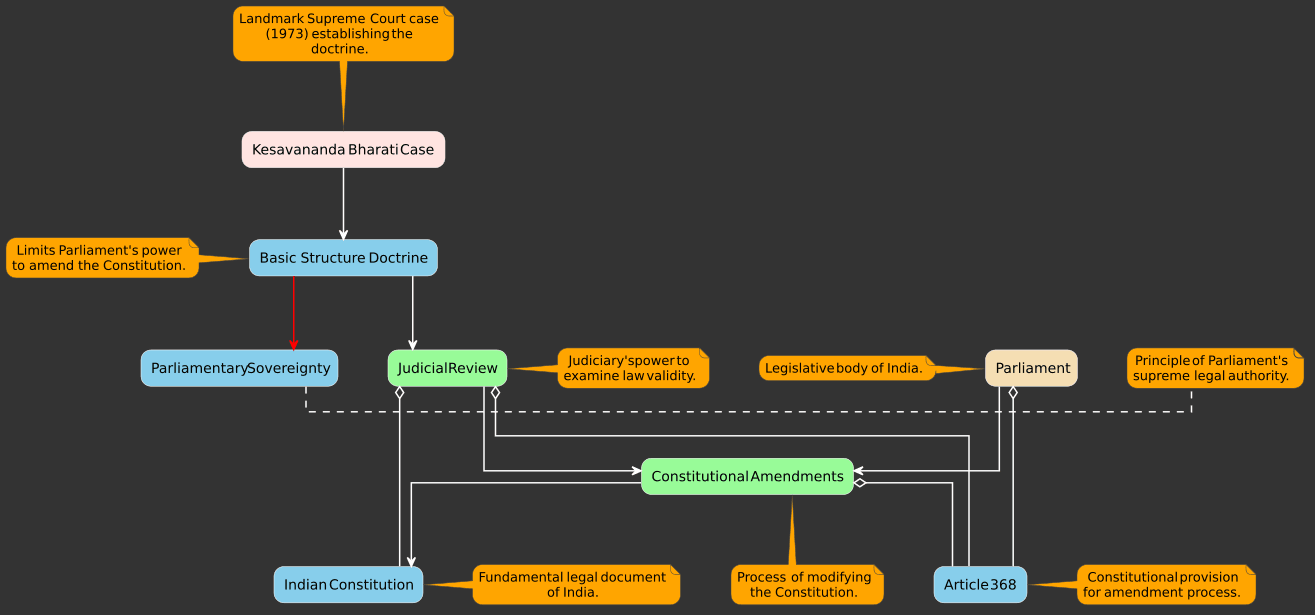 Landmark Supreme Court case
(1973) establishing the
doctrine.
Kesavananda Bharati Case
Limits Parliament's power
to amend the Constitution.
Basic Structure Doctrine
Parliamentary Sovereignty
Judicial Review
Judiciary's power to
examine law validity.
Legislative body of India.
Parliament
Principle of Parliament's
supreme legal authority.
Constitutional Amendments
Indian Constitution
Fundamental legal document
of India.
Process of modifying
the Constitution.
Article 368
Constitutional provision
for amendment process.